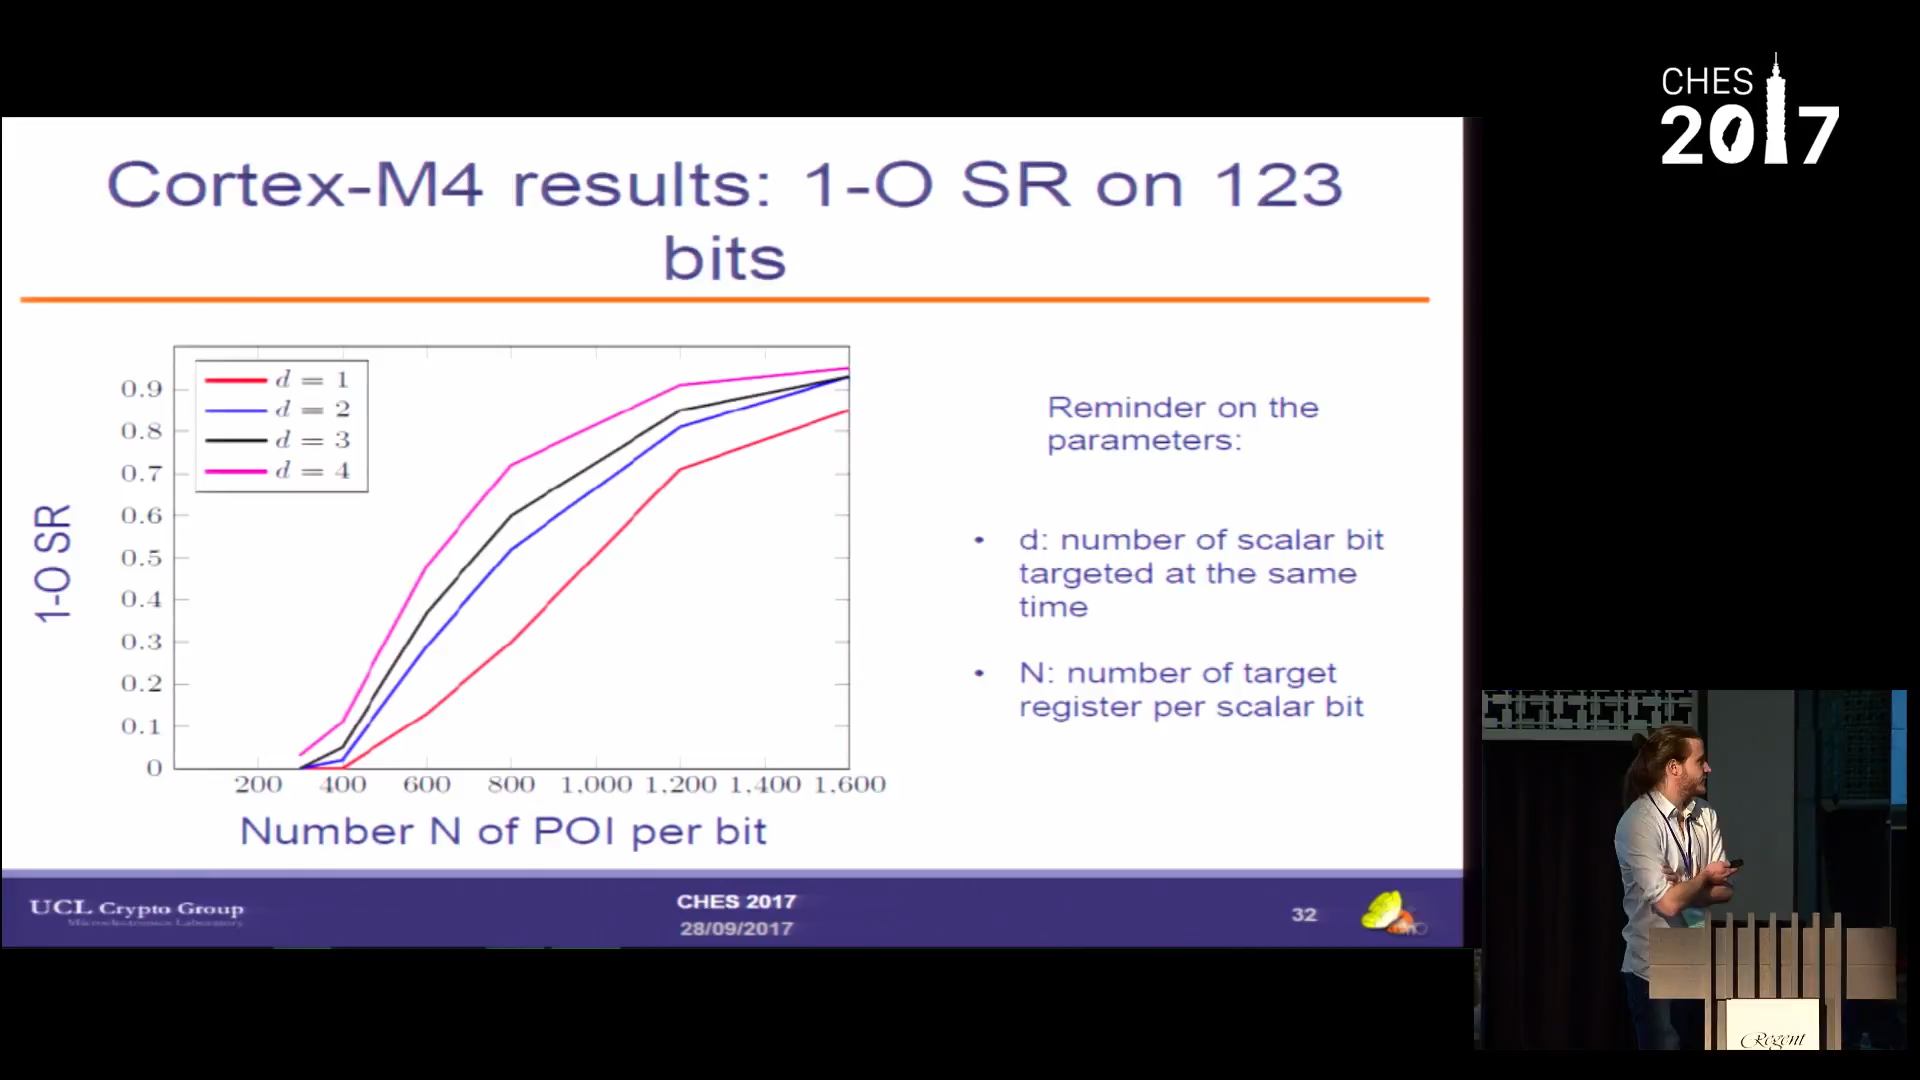 CHES
2017
Cortex-M4 results: 1-O SR on 123
bits
d = 1
d = 2
d = 3
d = 4
0.9
0.8
0.7
0.6
0.5
0.4
0.3
0.2
0.1
0
1-O SR
200 400 600 800 1,000 1,200 1,400 1,600
Number N of POI per bit
Reminder on the
parameters:
• d: number of scalar bit
targeted at the same
time
• N: number of target
register per scalar bit
UCL Crypto Group
Microelectronics Laboratory
CHES 2017
28/09/2017
32
Regent